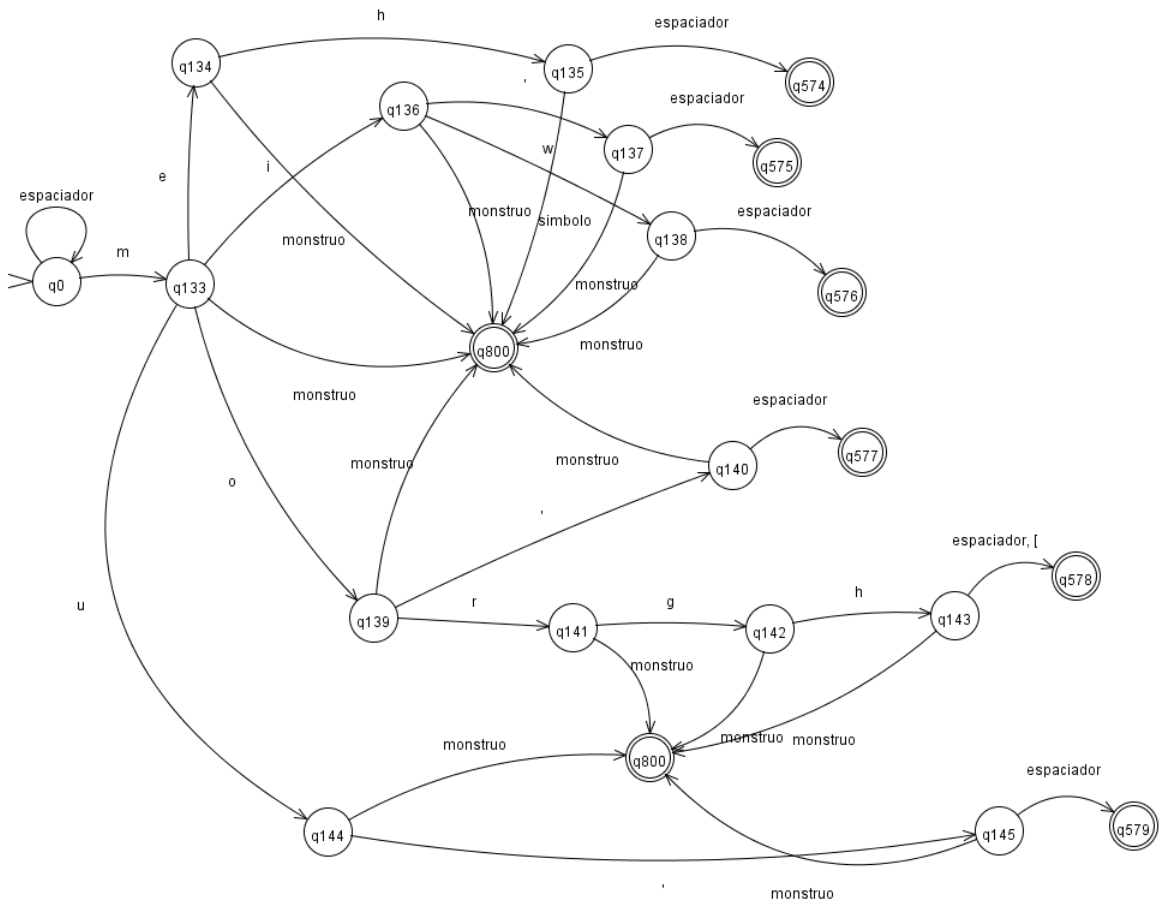 h
espaciador
q134
q135
q574
'
espaciador
q136
q137
w
q575
e
i
espaciador
monstruo
simbolo
espaciador
monstruo
q138
m
q0
q133
monstruo
q576
q800
monstruo
monstruo
espaciador
monstruo
monstruo
q577
q140
o
'
espaciador, [
q578
u
r
g
h
q139
q141
q142
q143
monstruo
monstruo
monstruo
monstruo
q800
espaciador
q144
q145
q579
'
monstruo